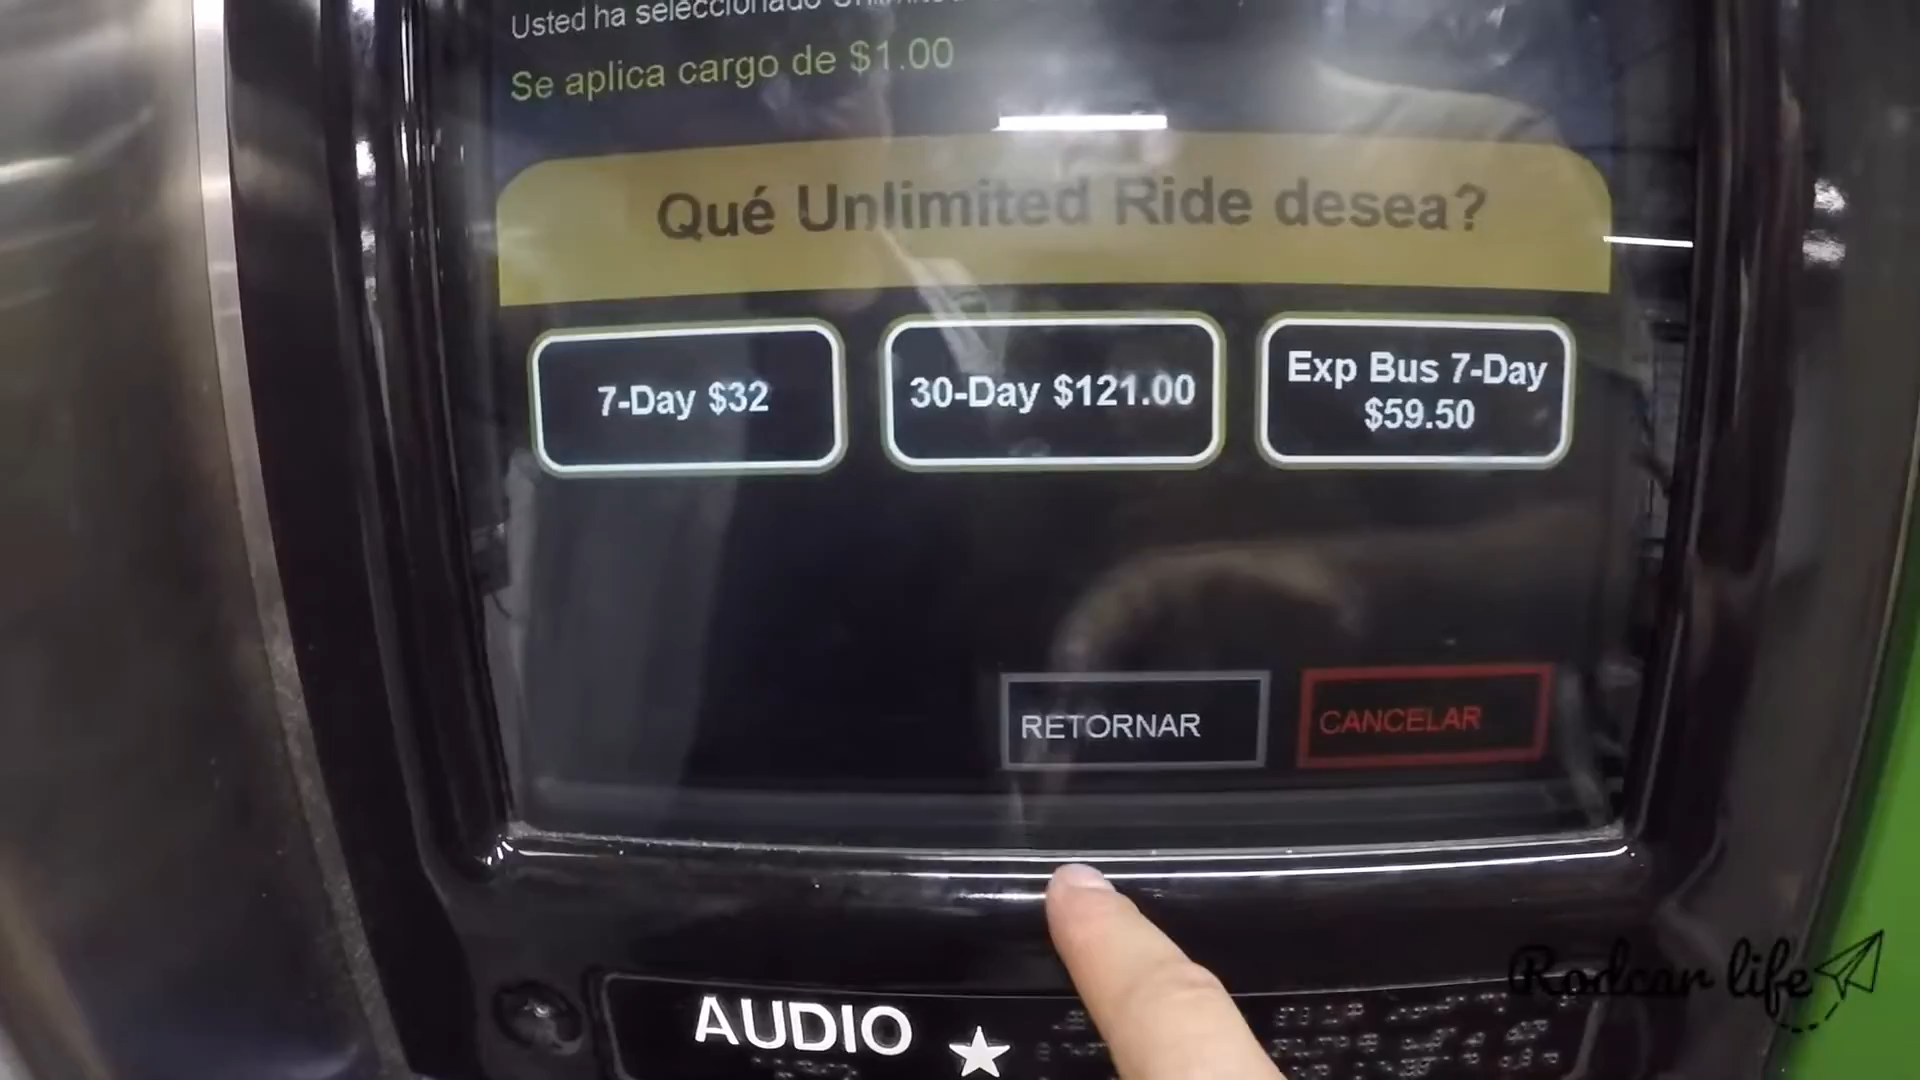 Usted ha seleccionado Unlimited
Se aplica cargo de $1.00
Qué Unlimited Ride desea?
7-Day $32
30-Day $121.00
Exp Bus 7-Day
$59.50
RETORNAR
CANCELAR
AUDIO
Rodcar life